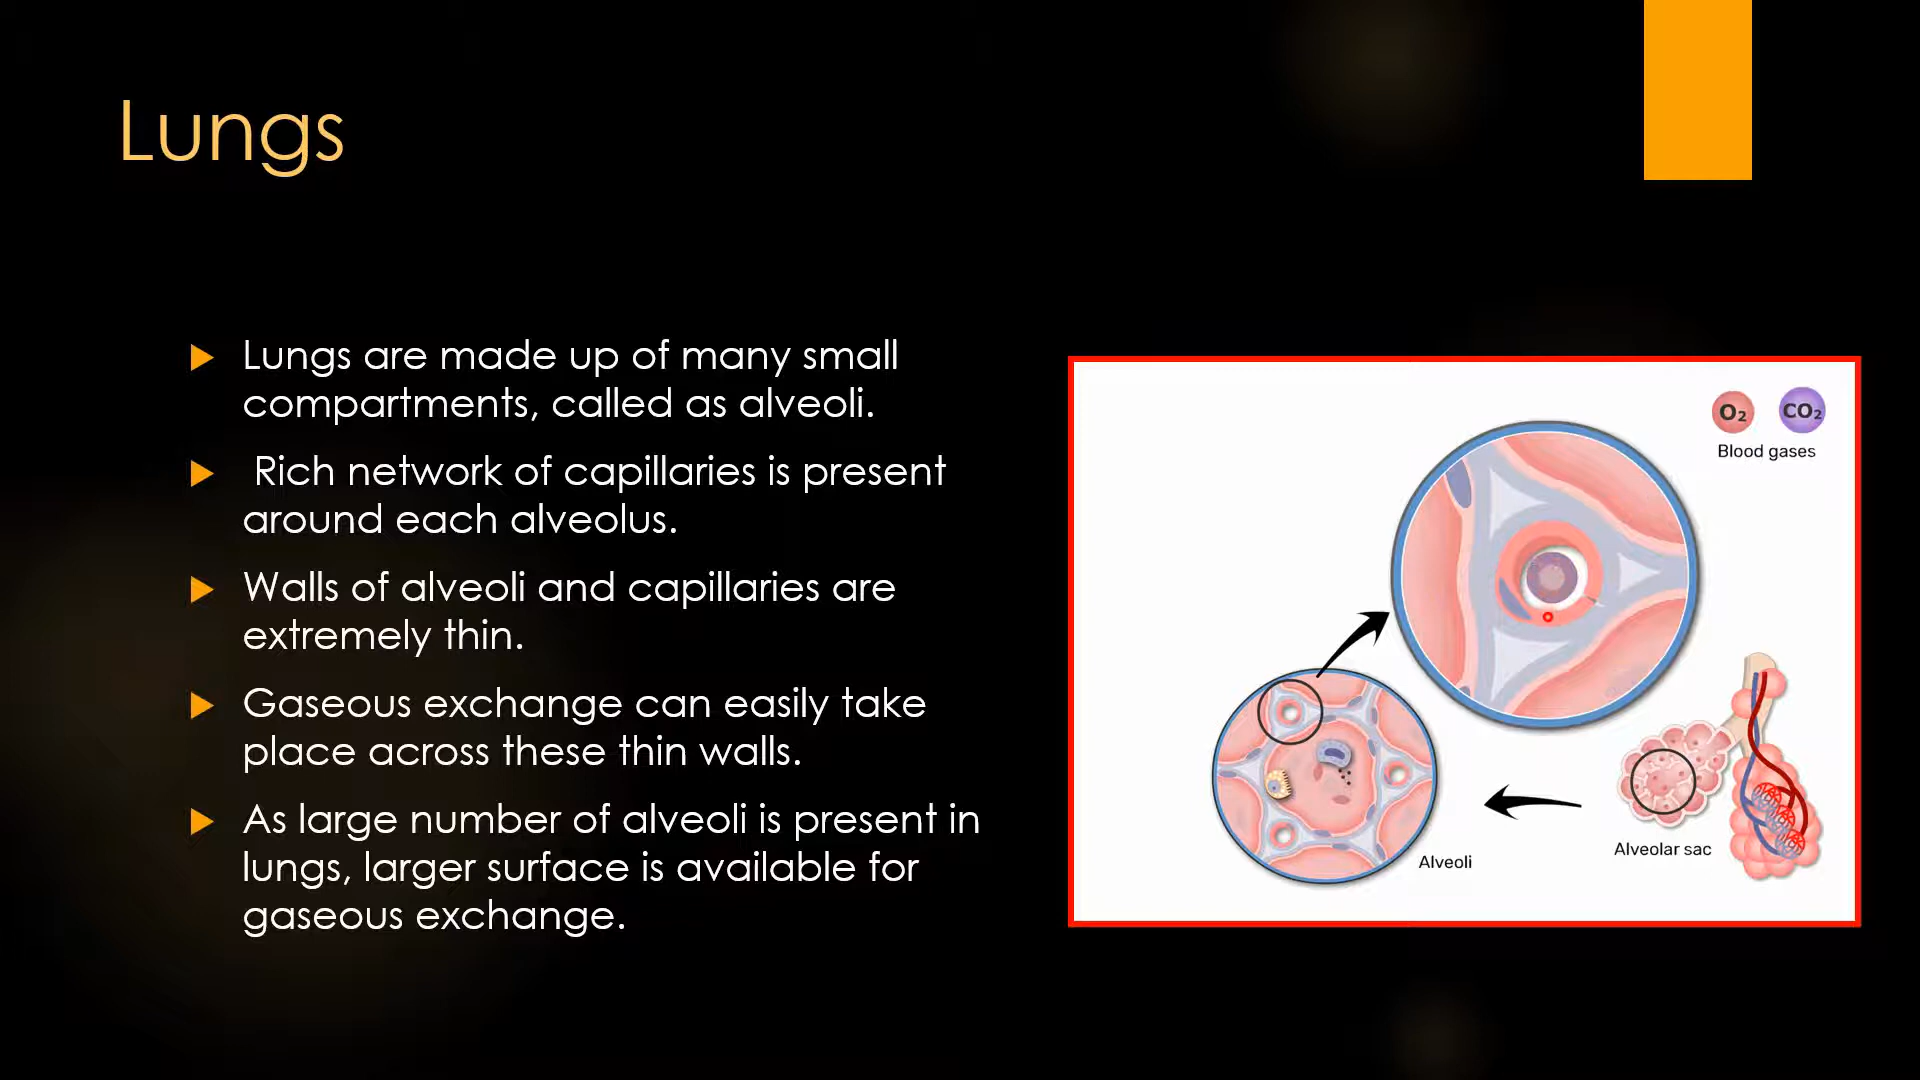 Lungs
Lungs are made up of many small
compartments, called as alveoli.
Rich network of capillaries is present
around each alveolus.
Walls of alveoli and capillaries are
extremely thin.
Gaseous exchange can easily take
place across these thin walls.
As large number of alveoli is present in
lungs, larger surface is available for
gaseous exchange.
O₂ CO₂
Blood gases
Alveoli
Alveolar sac